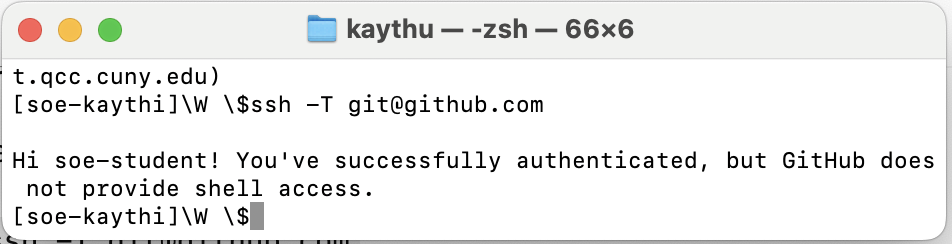 kaythu — -zsh — 66×6
t.qcc.cuny.edu)
[soe-kaythi]\W \$ssh -T git@github.com
Hi soe-student! You've successfully authenticated, but GitHub does
not provide shell access.
[soe-kaythi]\W \$